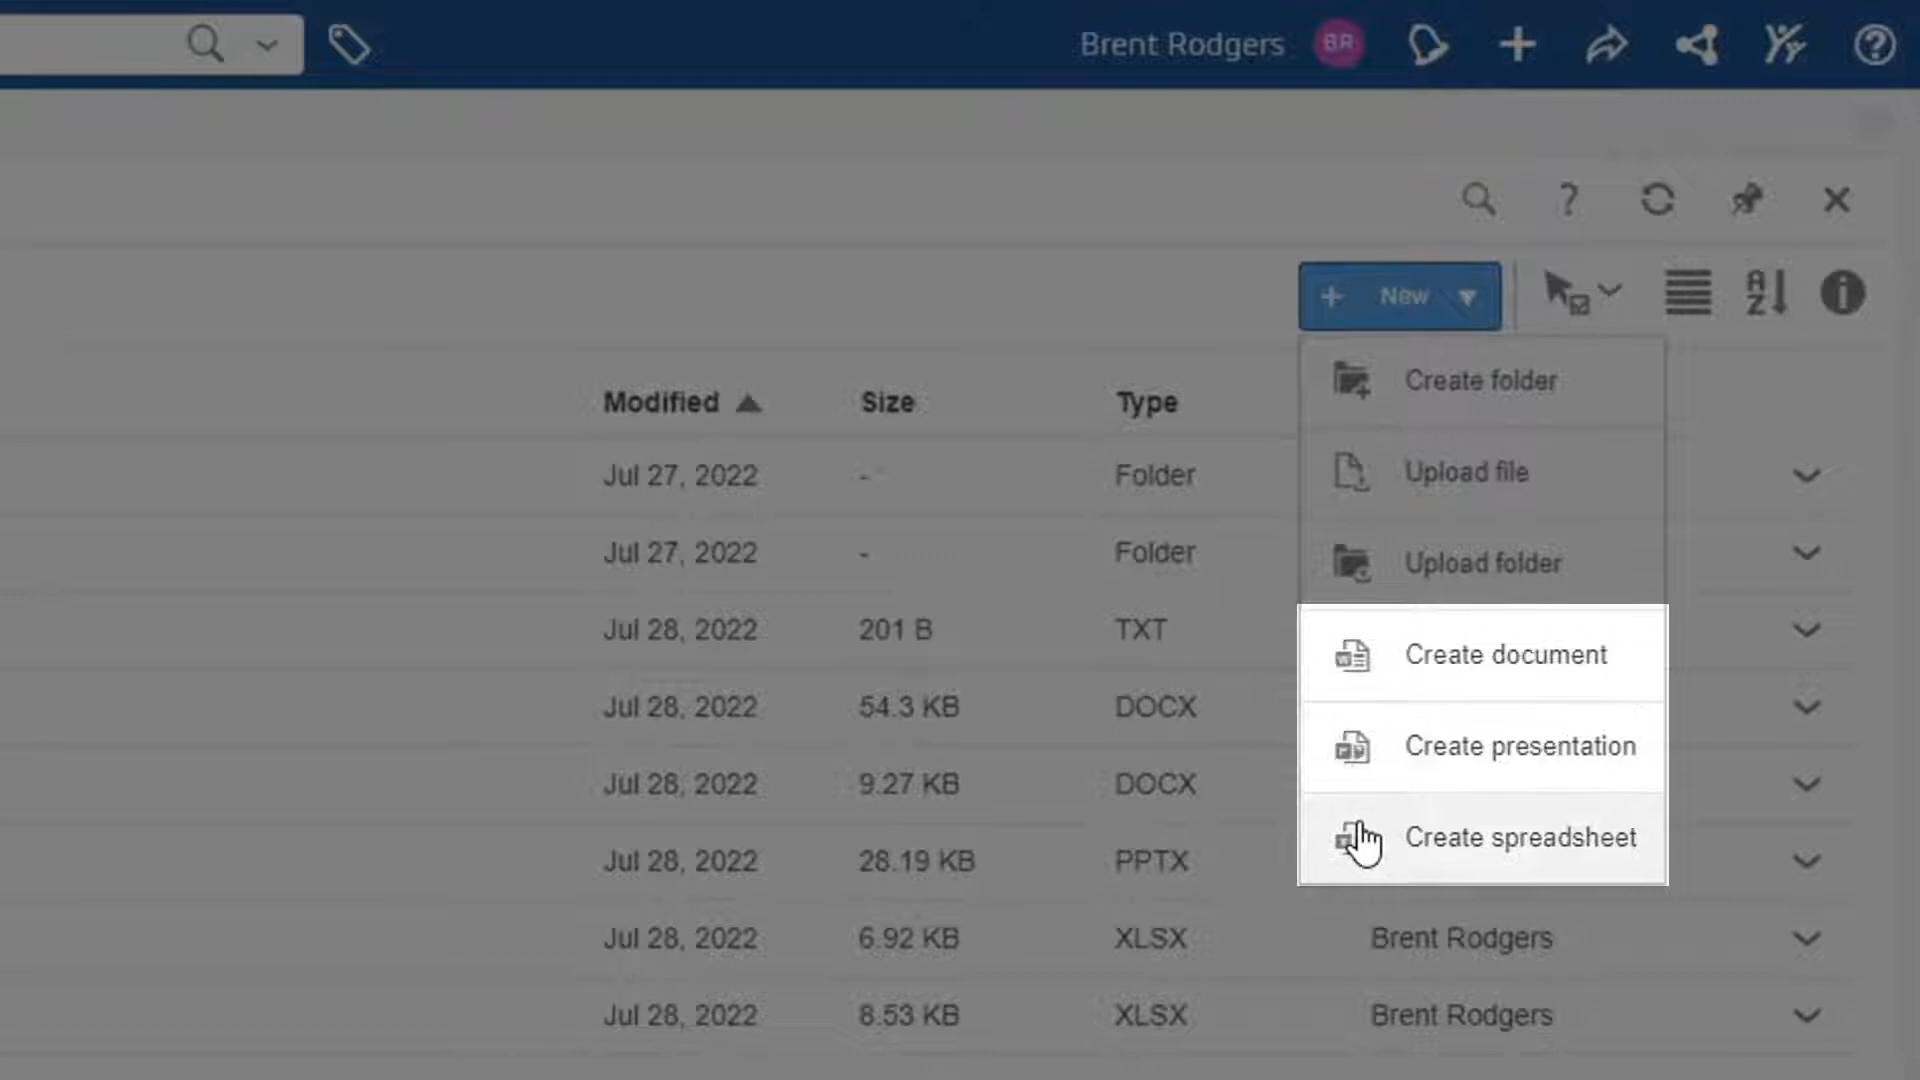 Brent Rodgers BR
+ New
Create folder
Modified Size Type
Upload file
Jul 27, 2022 - Folder
Upload folder
Jul 27, 2022 - Folder
Jul 28, 2022 201 B TXT
Create document
Jul 28, 2022 54.3 KB DOCX
Create presentation
Jul 28, 2022 9.27 KB DOCX
Create spreadsheet
Jul 28, 2022 28.19 KB PPTX
Jul 28, 2022 6.92 KB XLSX Brent Rodgers
Jul 28, 2022 8.53 KB XLSX Brent Rodgers